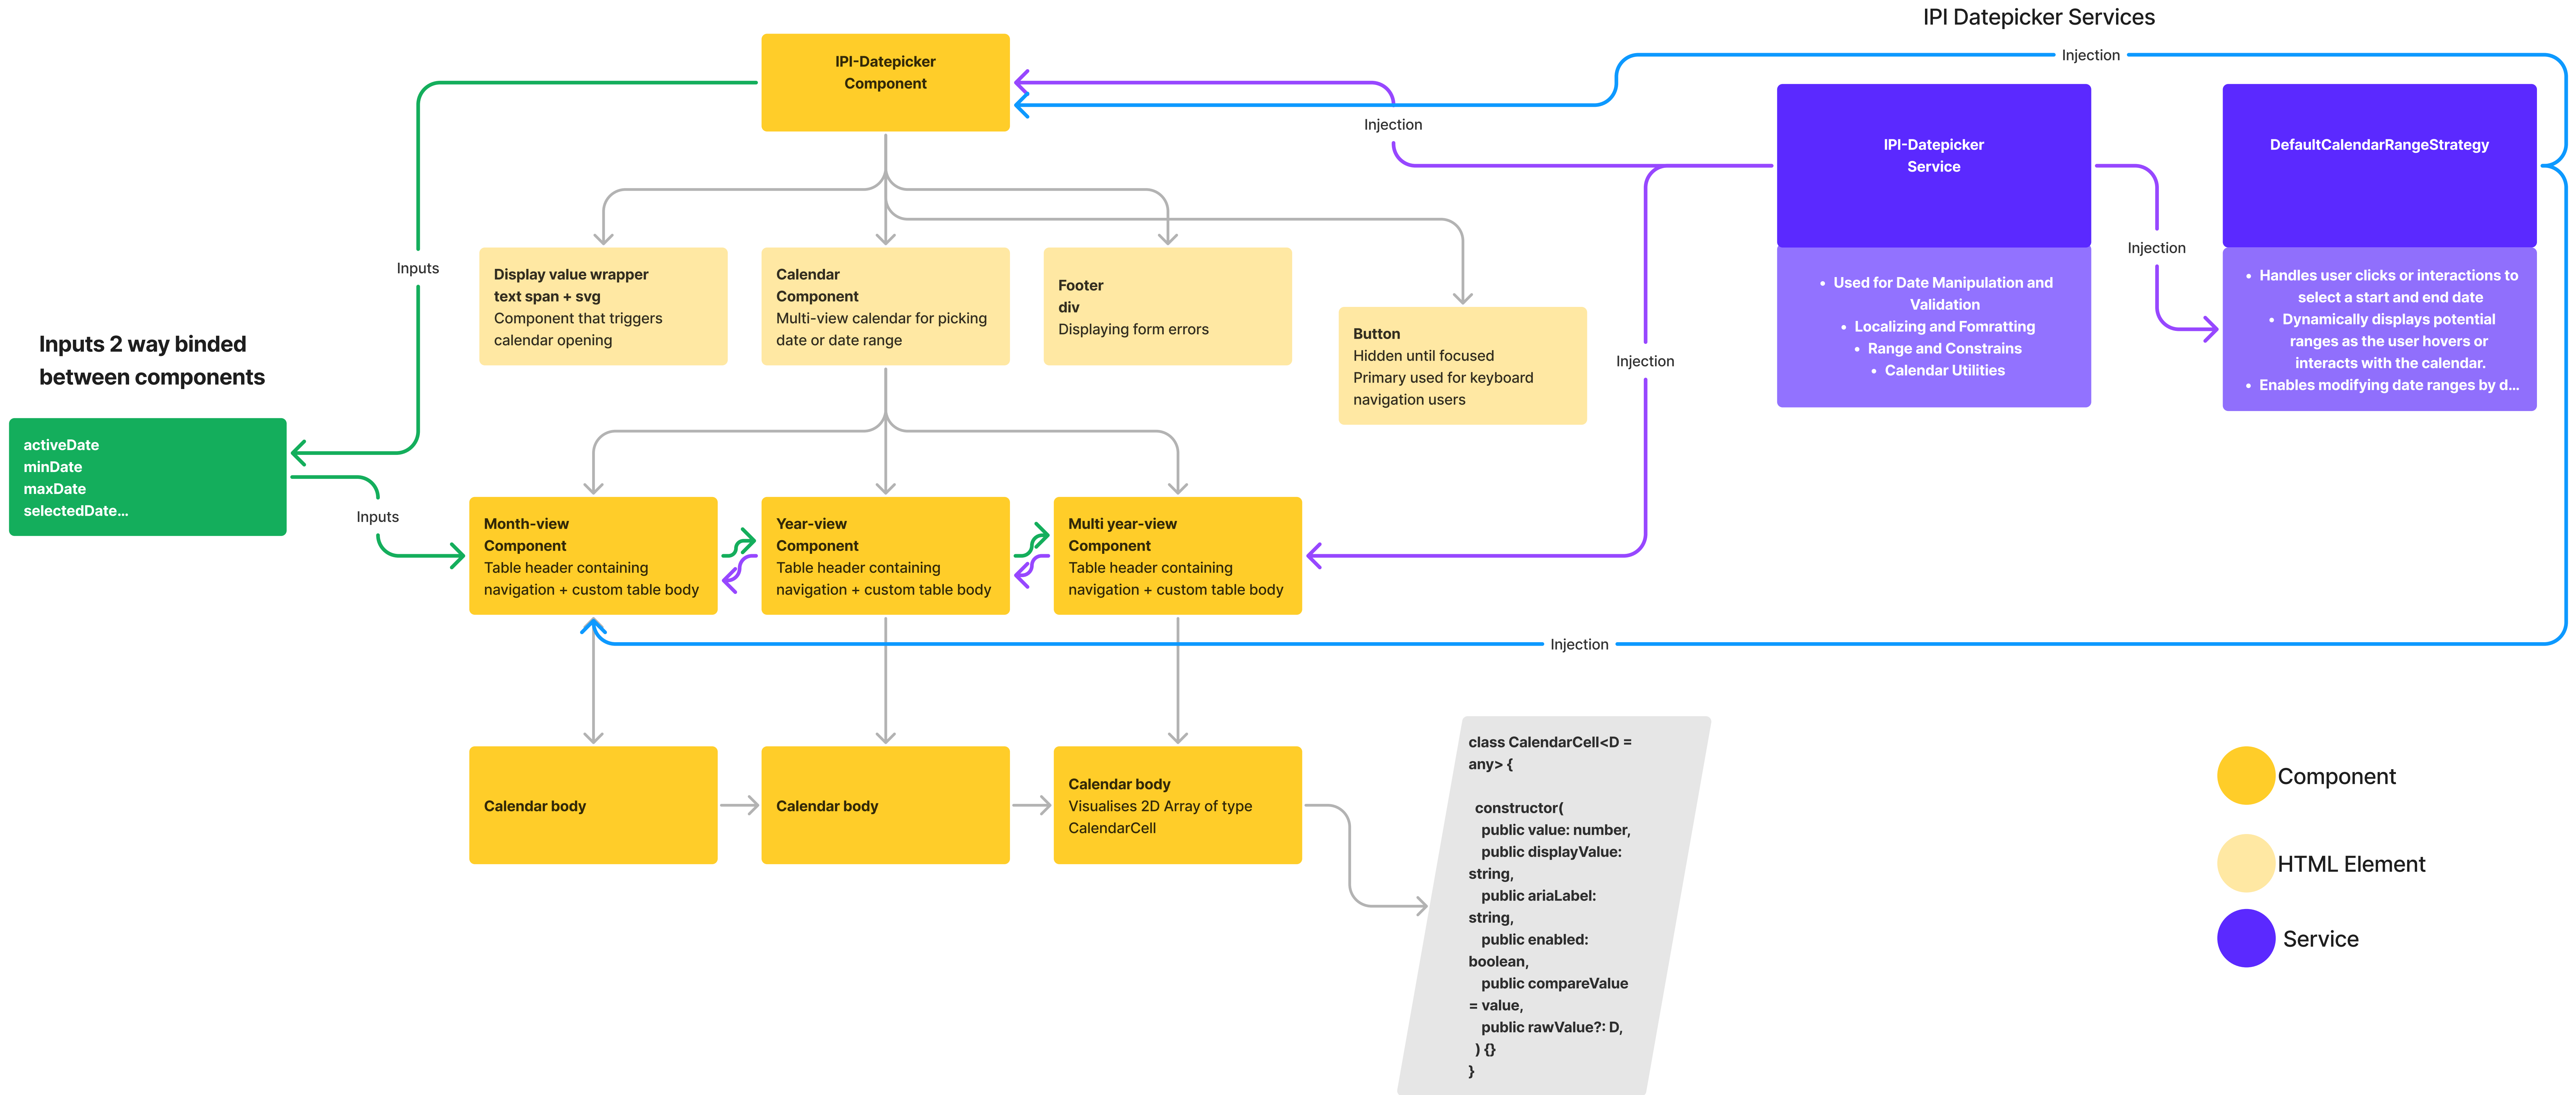 IPI Datepicker Services
Injection
IPI-Datepicker
Component
Injection
IPI-Datepicker
Service
DefaultCalendarRangeStrategy
Injection
Inputs
Display value wrapper
text span + svg
Component that triggers
calendar opening
Calendar
Component
Multi-view calendar for picking
date or date range
Footer
div
Displaying form errors
Button
Hidden until focused
Primary used for keyboard
navigation users
Injection
• Used for Date Manipulation and
Validation
• Localizing and Fomratting
• Range and Constrains
• Calendar Utilities
• Handles user clicks or interactions to
select a start and end date
• Dynamically displays potential
ranges as the user hovers or
interacts with the calendar.
• Enables modifying date ranges by d...
Inputs 2 way binded
between components
activeDate
minDate
maxDate
selectedDate...
Inputs
Month-view
Component
Table header containing
navigation + custom table body
Year-view
Component
Table header containing
navigation + custom table body
Multi year-view
Component
Table header containing
navigation + custom table body
Injection
Calendar body
Calendar body
Calendar body
Visualises 2D Array of type
CalendarCell
class CalendarCell<D =
any> {
constructor(
public value: number,
public displayValue:
string,
public ariaLabel:
string,
public enabled:
boolean,
public compareValue
= value,
public rawValue?: D,
) {}
}
Component
HTML Element
Service